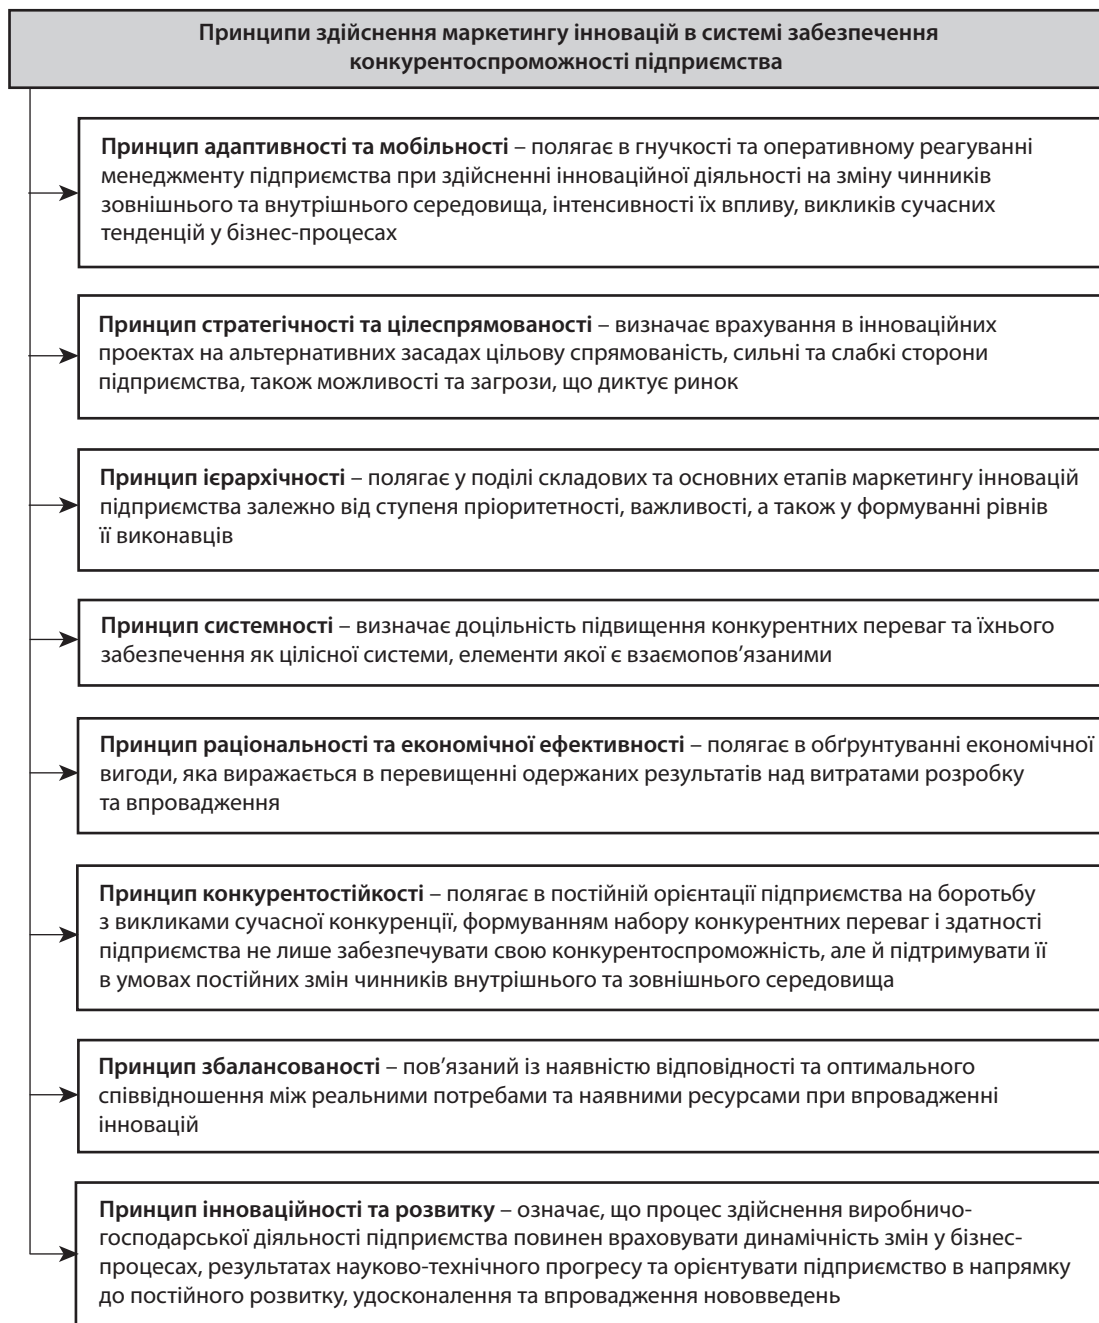 Принципи здійснення маркетингу інновацій в системі забезпечення
конкурентоспроможності підприємства
Принцип адаптивності та мобільності – полягає в гнучкості та оперативному реагуванні
менеджменту підприємства при здійсненні інноваційної діяльності на зміну чинників
зовнішнього та внутрішнього середовища, інтенсивності їх впливу, викликів сучасних
тенденцій у бізнес-процесах
Принцип стратегічності та цілеспрямованості – визначає врахування в інноваційних
проектах на альтернативних засадах цільову спрямованість, сильні та слабкі сторони
підприємства, також можливості та загрози, що диктує ринок
Принцип ієрархічності – полягає у поділі складових та основних етапів маркетингу інновацій
підприємства залежно від ступеня пріоритетності, важливості, а також у формуванні рівнів
її виконавців
Принцип системності – визначає доцільність підвищення конкурентних переваг та їхнього
забезпечення як цілісної системи, елементи якої є взаємопов’язаними
Принцип раціональності та економічної ефективності – полягає в обґрунтуванні економічної
вигоди, яка виражається в перевищенні одержаних результатів над витратами розробку
та впровадження
Принцип конкурентостійкості – полягає в постійній орієнтації підприємства на боротьбу
з викликами сучасної конкуренції, формуванням набору конкурентних переваг і здатності
підприємства не лише забезпечувати свою конкурентоспроможність, але й підтримувати її
в умовах постійних змін чинників внутрішнього та зовнішнього середовища
Принцип збалансованості – пов’язаний із наявністю відповідності та оптимального
співвідношення між реальними потребами та наявними ресурсами при впровадженні
інновацій
Принцип інноваційності та розвитку – означає, що процес здійснення виробничо-
господарської діяльності підприємства повинен враховувати динамічність змін у бізнес-
процесах, результатах науково-технічного прогресу та орієнтувати підприємство в напрямку
до постійного розвитку, удосконалення та впровадження нововведень